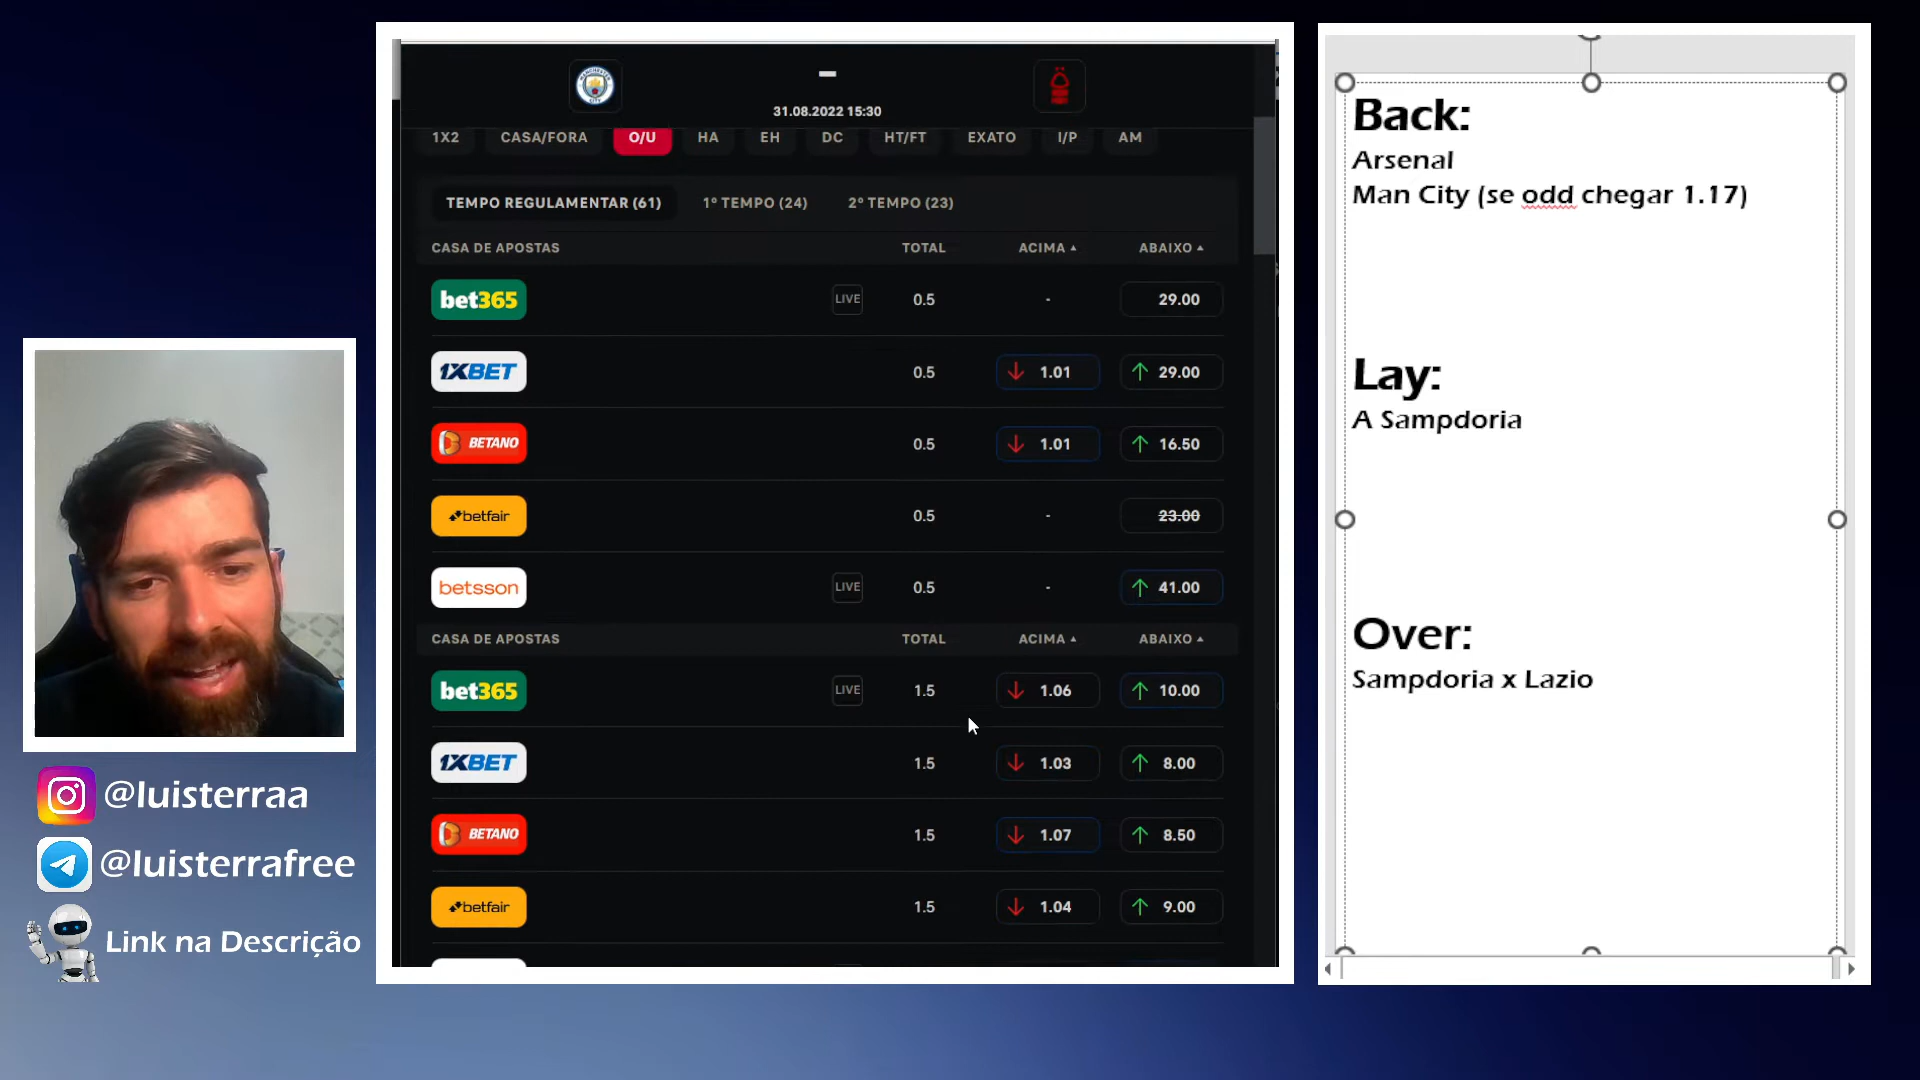 31.08.2022 15:30
1X2 CASA/FORA O/U HA EH DC HT/FT EXATO I/P AM
TEMPO REGULAMENTAR (61) 1º TEMPO (24) 2º TEMPO (23)
CASA DE APOSTAS TOTAL ACIMA ABAIXO
bet365 LIVE 0.5 - 29.00
1XBET 0.5 1.01 29.00
BETANO 0.5 1.01 16.50
betfair 0.5 - 23.00
betsson LIVE 0.5 - 41.00
CASA DE APOSTAS TOTAL ACIMA ABAIXO
bet365 LIVE 1.5 1.06 10.00
1XBET 1.5 1.03 8.00
BETANO 1.5 1.07 8.50
betfair 1.5 1.04 9.00
Back:
Arsenal
Man City (se odd chegar 1.17)
Lay:
A Sampdoria
Over:
Sampdoria x Lazio
@luisterraa
@luisterrafree
Link na Descrição